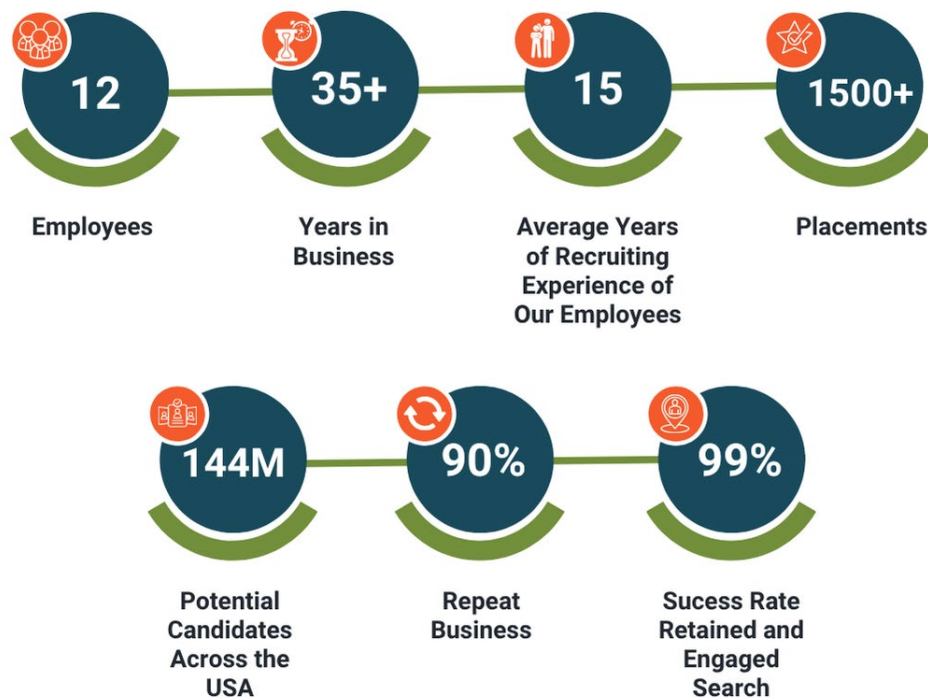 12
35+
15
1500+
Employees
Years in
Business
Average Years
of Recruiting
Experience of
Our Employees
Placements
144M
90%
99%
Potential
Candidates
Across the
USA
Repeat
Business
Sucess Rate
Retained and
Engaged
Search